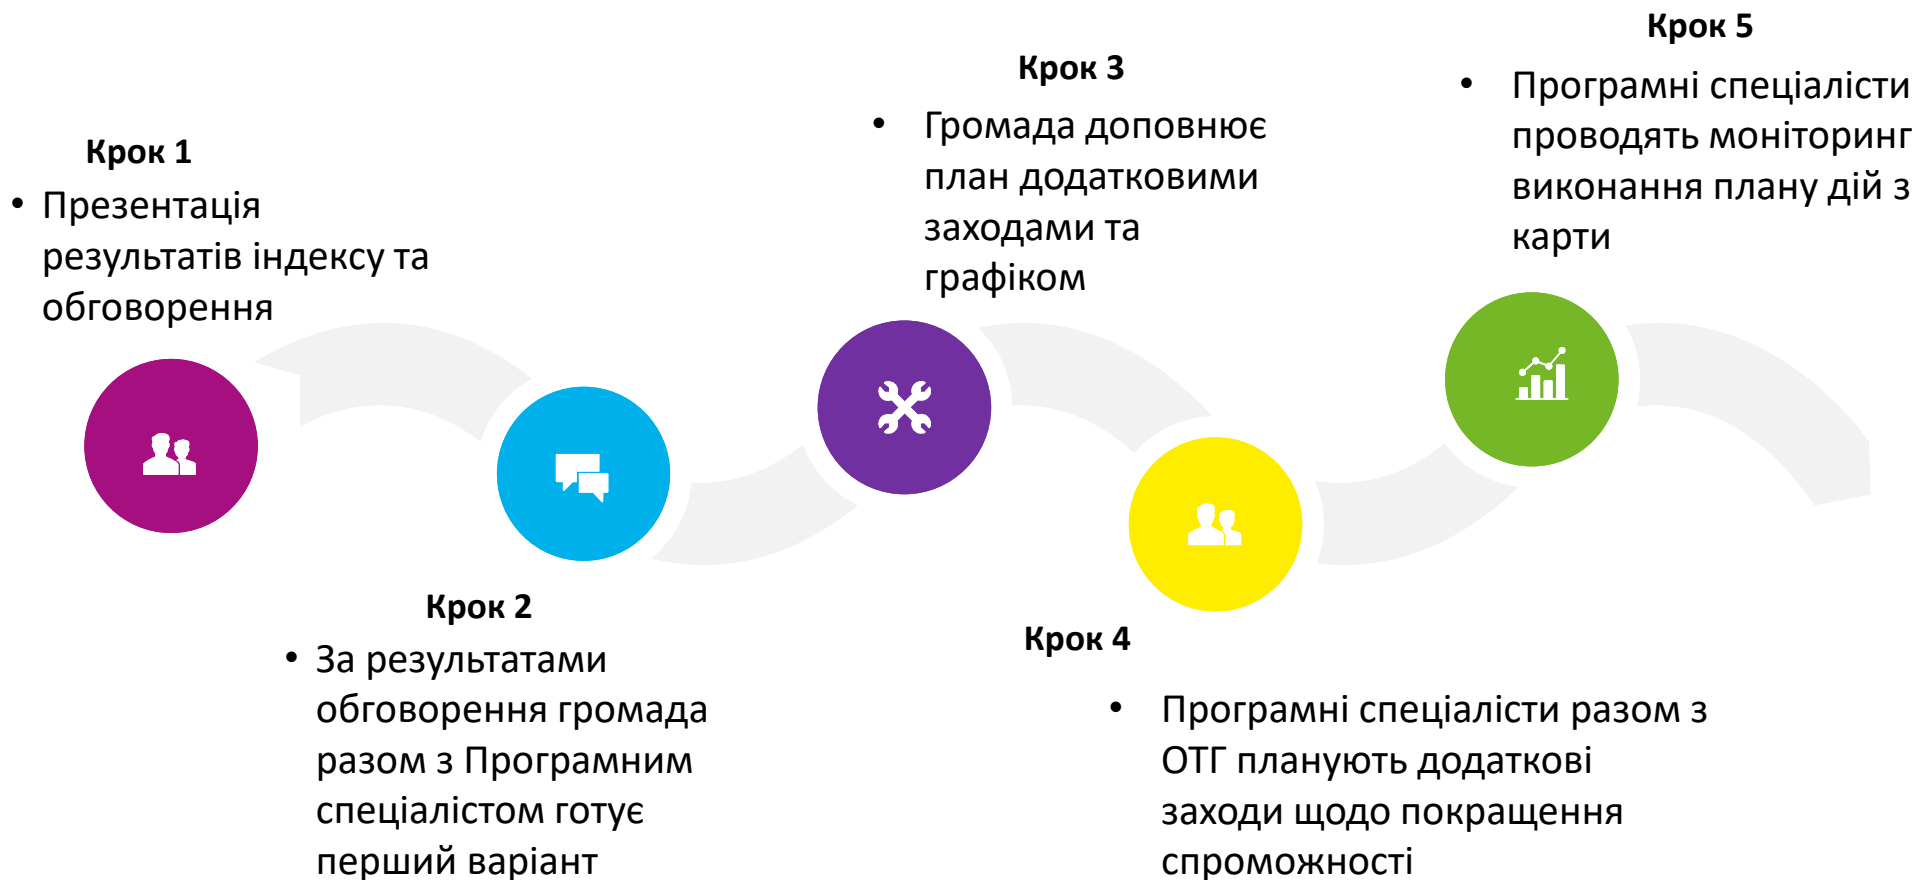 Крок 1
• Презентація
результатів індексу та
обговорення
Крок 2
• За результатами
обговорення громада
разом з Програмним
спеціалістом готує
перший варіант
Крок 3
• Громада доповнює
план додатковими
заходами та
графіком
Крок 4
• Програмні спеціалісти разом з
ОТГ планують додаткові
заходи щодо покращення
спроможності
Крок 5
• Програмні спеціалісти
проводять моніторинг
виконання плану дій з
карти